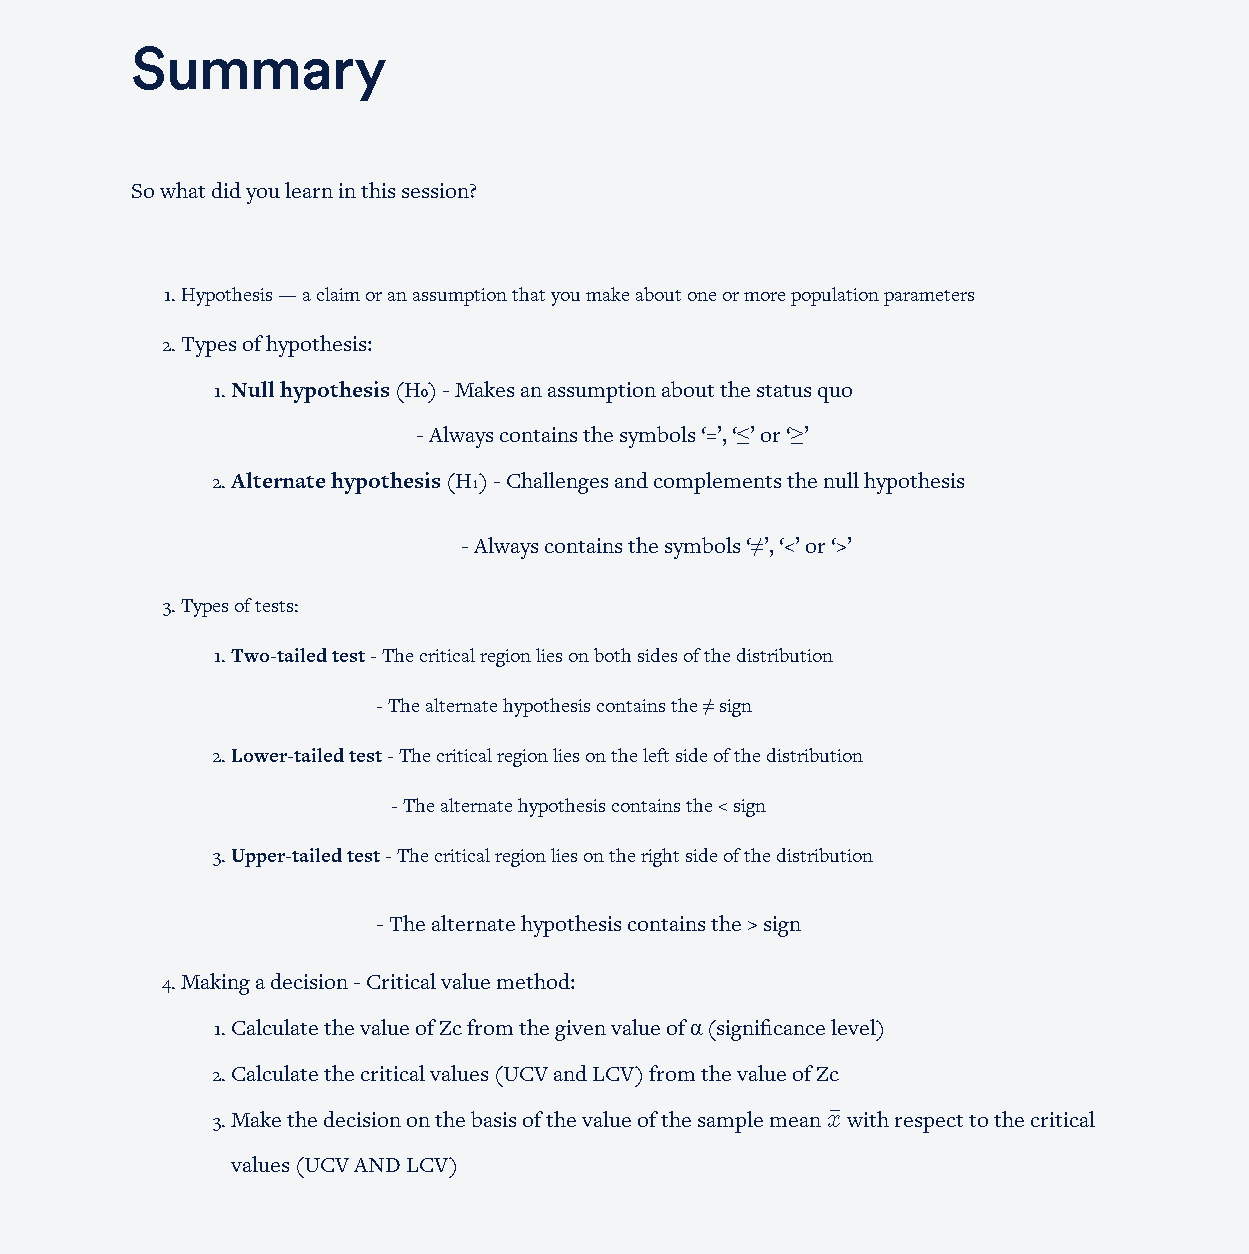 Summary
So what did you learn in this session?
1. Hypothesis — a claim or an assumption that you make about one or more population parameters
2. Types of hypothesis:
1. Null hypothesis (H₀) - Makes an assumption about the status quo
- Always contains the symbols ‘=’, ‘≤’ or ‘≥’
2. Alternate hypothesis (H₁) - Challenges and complements the null hypothesis
- Always contains the symbols ‘≠’, ‘<’ or ‘>’
3. Types of tests:
1. Two-tailed test - The critical region lies on both sides of the distribution
- The alternate hypothesis contains the ≠ sign
2. Lower-tailed test - The critical region lies on the left side of the distribution
- The alternate hypothesis contains the < sign
3. Upper-tailed test - The critical region lies on the right side of the distribution
- The alternate hypothesis contains the > sign
4. Making a decision - Critical value method:
1. Calculate the value of Zc from the given value of α (significance level)
2. Calculate the critical values (UCV and LCV) from the value of Zc
3. Make the decision on the basis of the value of the sample mean x̅ with respect to the critical
values (UCV AND LCV)